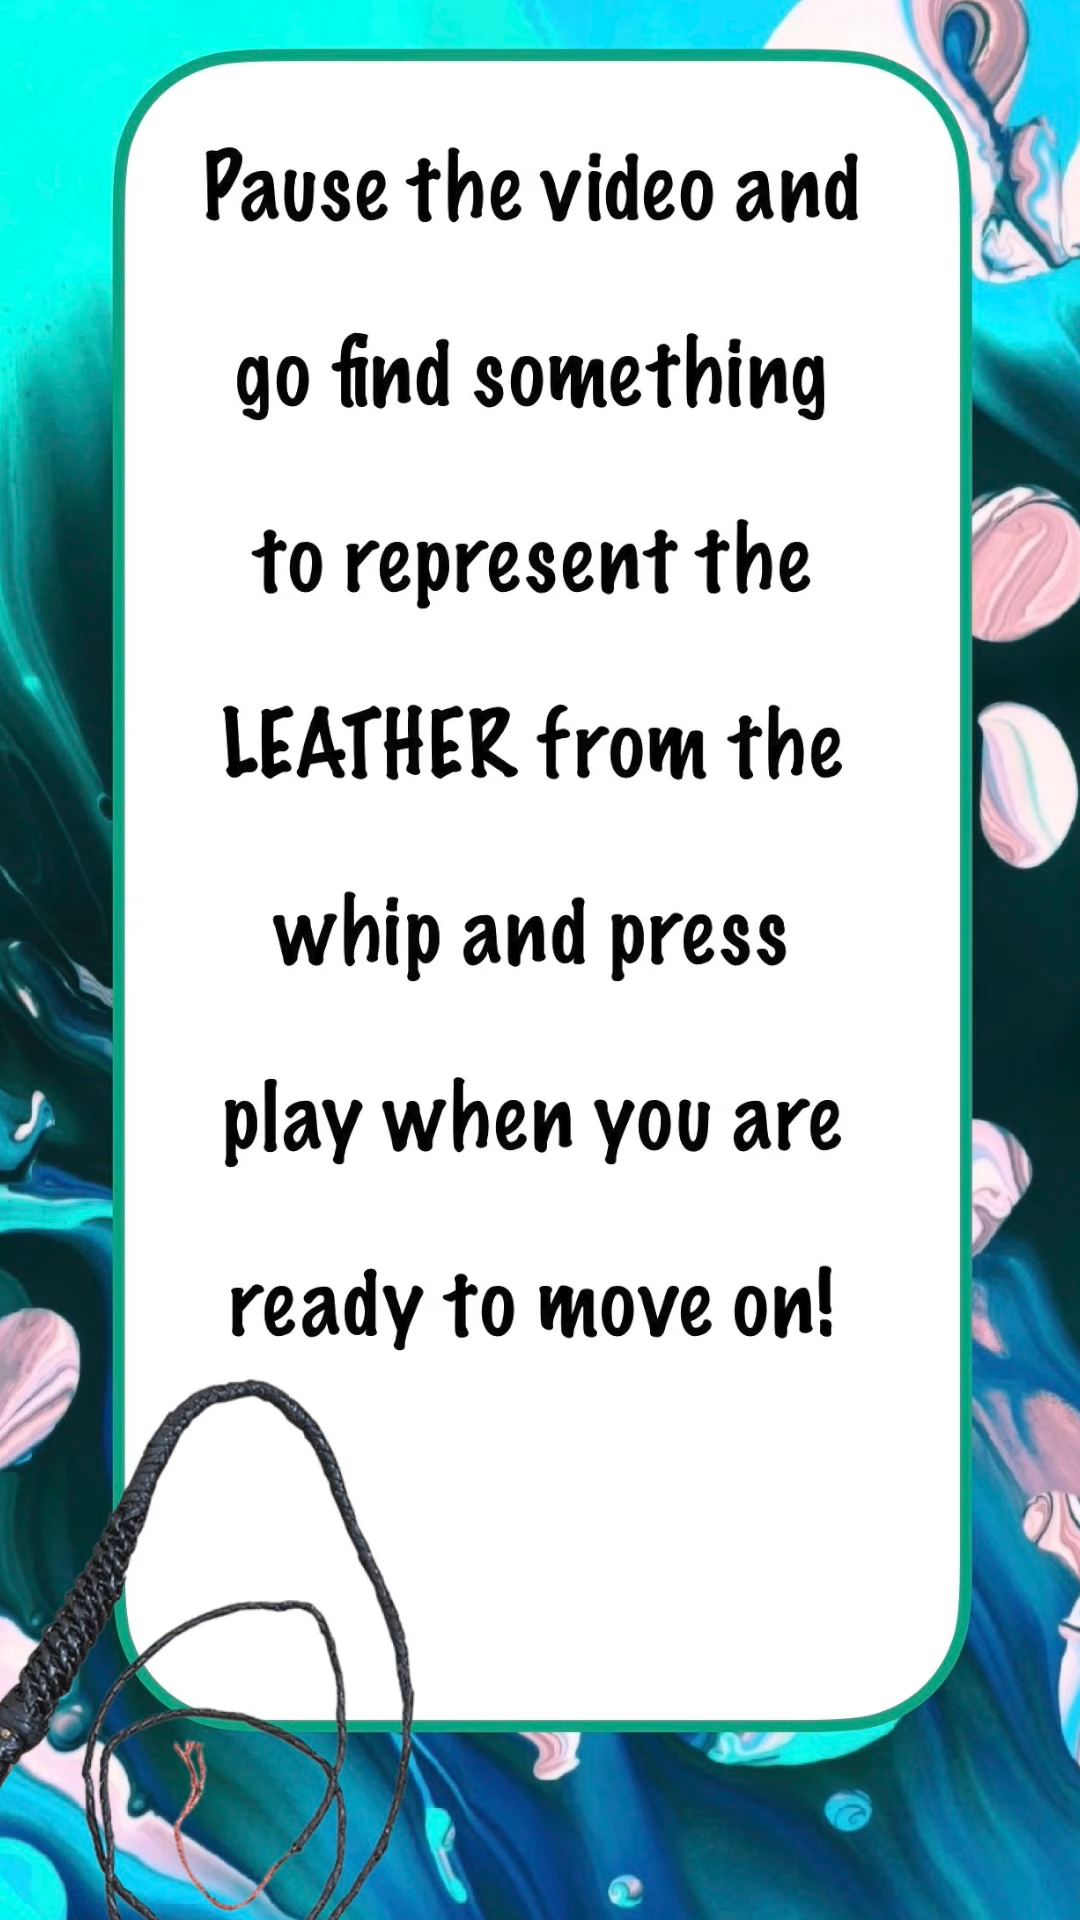 Pause the video and
go find something
to represent the
LEATHER from the
whip and press
play when you are
ready to move on!